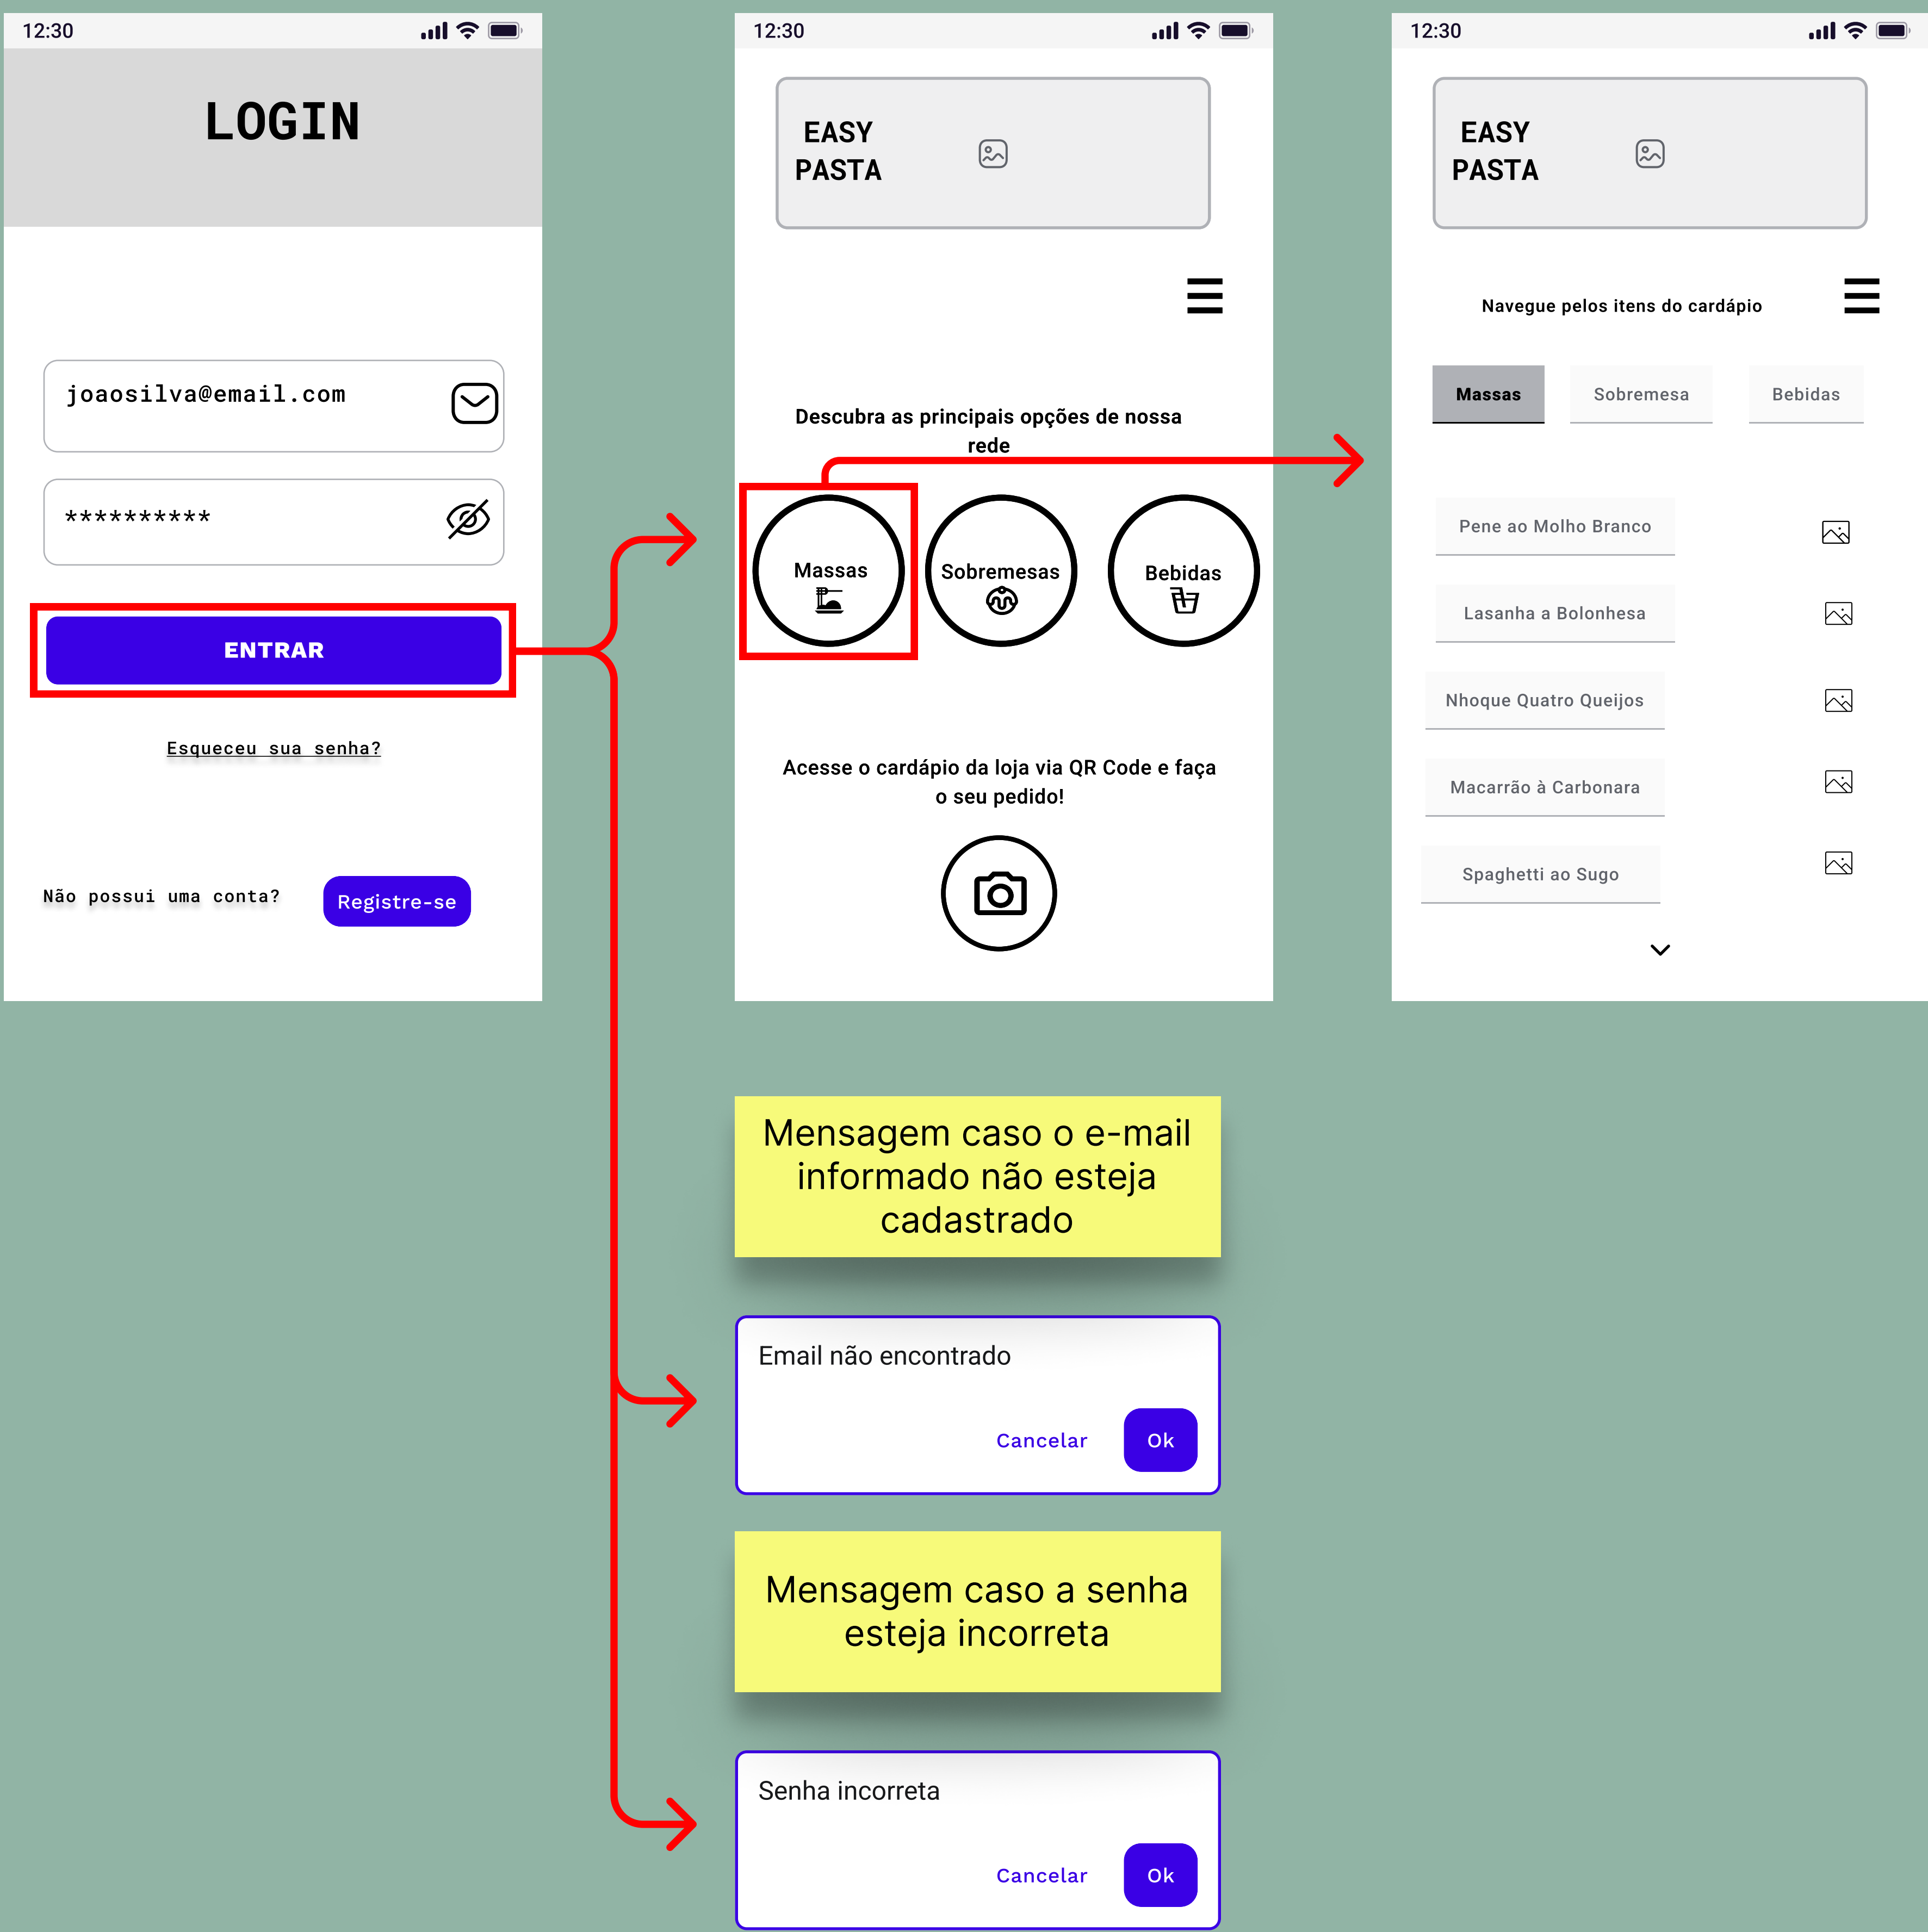 12:30
LOGIN
joaosilva@email.com
**********
ENTRAR
Esqueceu sua senha?
Não possui uma conta?
Registre-se
12:30
EASY
PASTA
Descubra as principais opções de nossa
rede
Massas
Sobremesas
Bebidas
Acesse o cardápio da loja via QR Code e faça
o seu pedido!
12:30
EASY
PASTA
Navegue pelos itens do cardápio
Massas
Sobremesa
Bebidas
Pene ao Molho Branco
Lasanha a Bolonhesa
Nhoque Quatro Queijos
Macarrão à Carbonara
Spaghetti ao Sugo
Mensagem caso o e-mail
informado não esteja
cadastrado
Email não encontrado
Cancelar
Ok
Mensagem caso a senha
esteja incorreta
Senha incorreta
Cancelar
Ok